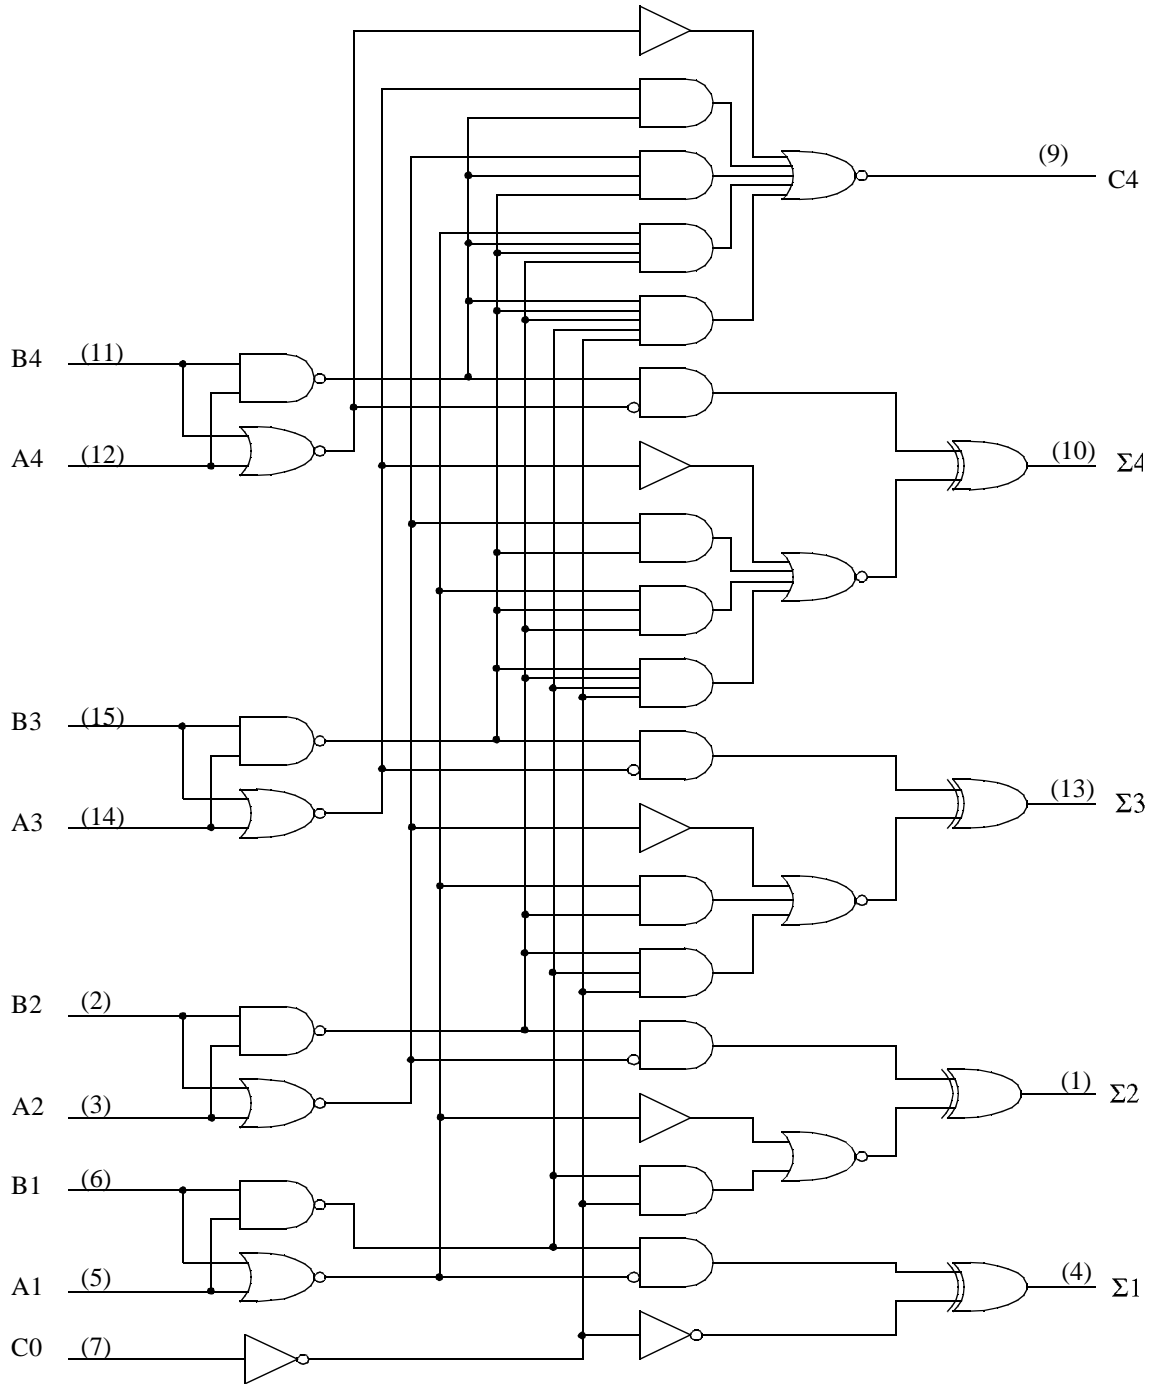 (9)
C4
B4 (11)
A4 (12)
(10) Σ4
B3 (15)
A3 (14)
(13) Σ3
B2 (2)
A2 (3)
(1) Σ2
B1 (6)
A1 (5)
(4) Σ1
C0 (7)